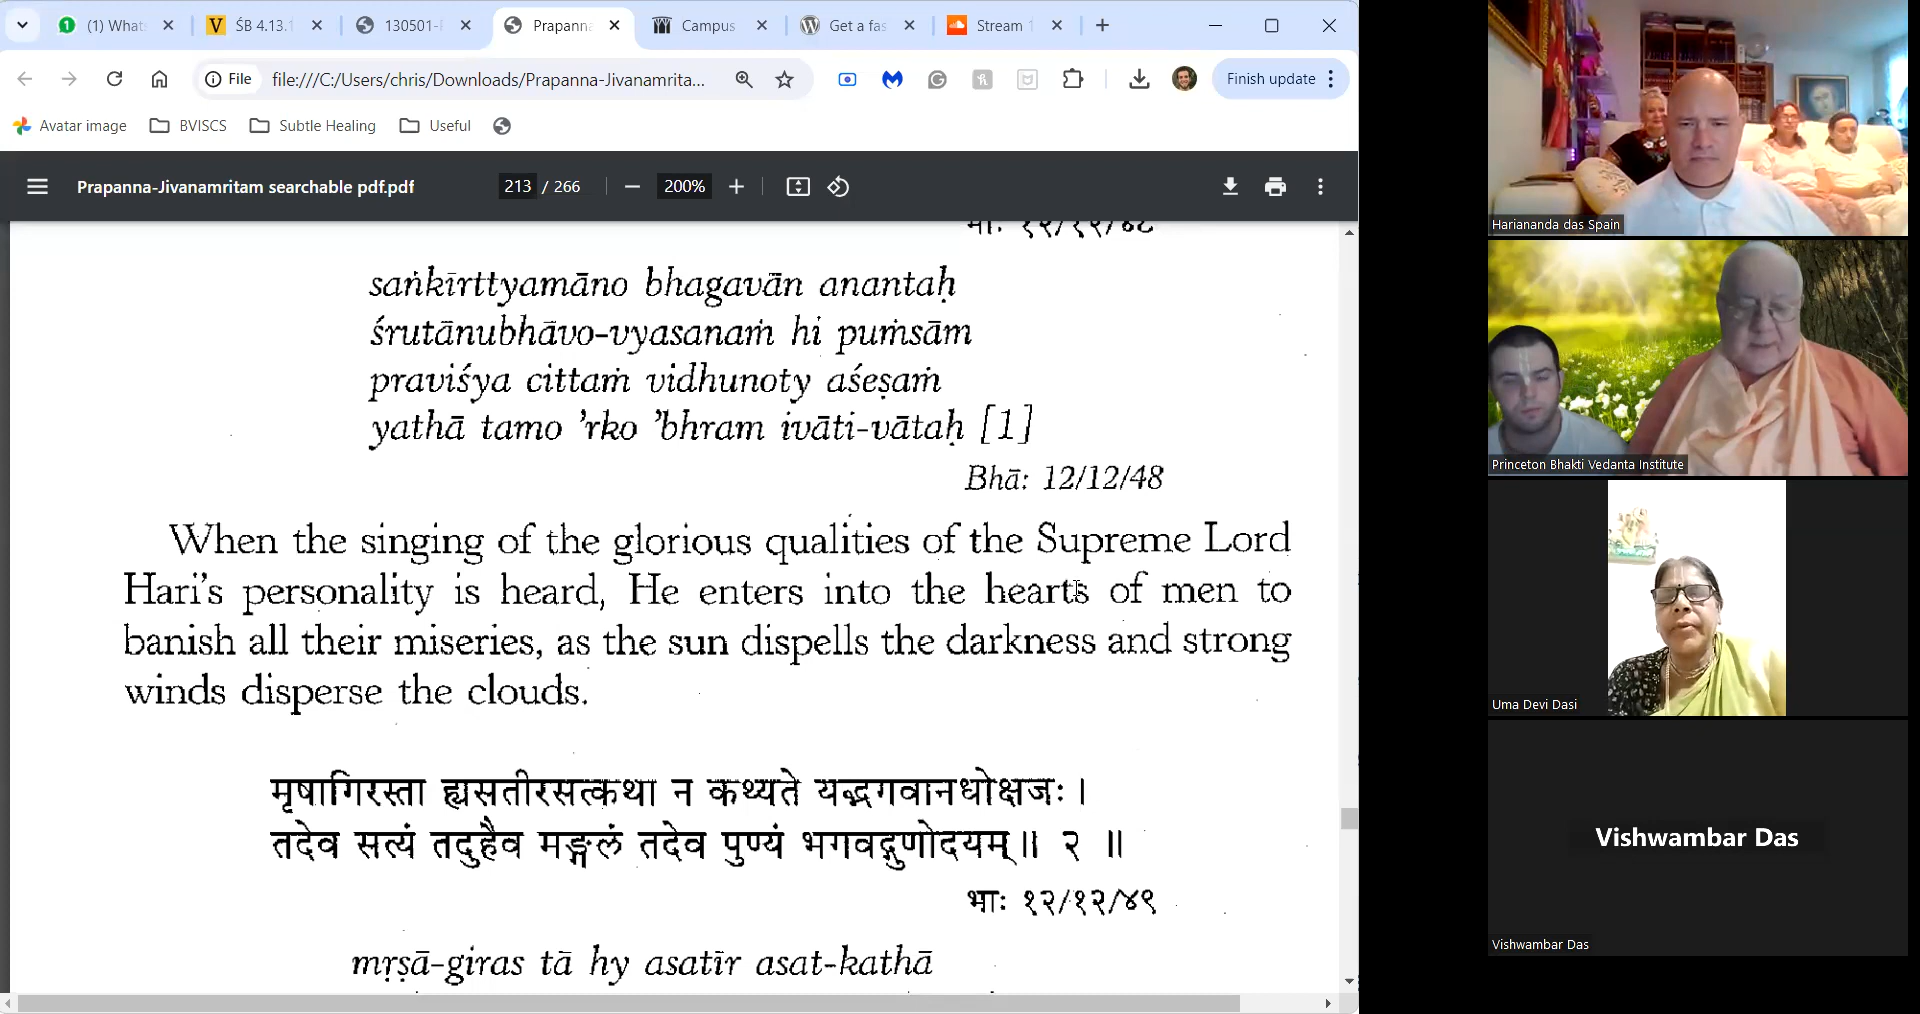 (1) Whats
ŚB 4.13.1
130501-F
Prapanna
Campus
Get a fas
Stream 1
File
file:///C:/Users/chris/Downloads/Prapanna-Jivanamrita...
Finish update
Avatar image
BVISCS
Subtle Healing
Useful
Prapanna-Jivanamritam searchable pdf.pdf
213 / 266
200%
भाः १२/१२/४८
saṅkīrttyamāno bhagavān anantaḥ
śrutānubhāvo-vyasanaṁ hi puṁsām
praviśya cittaṁ vidhunoty aśeṣaṁ
yathā tamo 'rko 'bhram ivāti-vātaḥ [1]
Bhā: 12/12/48
When the singing of the glorious qualities of the Supreme Lord
Hari's personality is heard, He enters into the hearts of men to
banish all their miseries, as the sun dispells the darkness and strong
winds disperse the clouds.
मृषागिरस्ता ह्यसतीरसत्कथा न कथ्यते यद्भगवानधोक्षजः।
तदेव सत्यं तदुहैव मङ्गलं तदेव पुण्यं भगवद्गुणोदयम्॥ २ ॥
भाः १२/१२/४९
mṛṣā-giras tā hy asatīr asat-kathā
Hariananda das Spain
Princeton Bhakti Vedanta Institute
Uma Devi Dasi
Vishwambar Das
Vishwambar Das